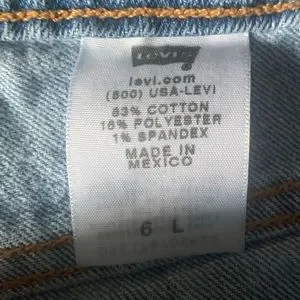 Levi's
®
levi.com
(800) USA-LEVI
83% COTTON
16% POLYESTER
1% SPANDEX
MADE IN
MEXICO
6 L